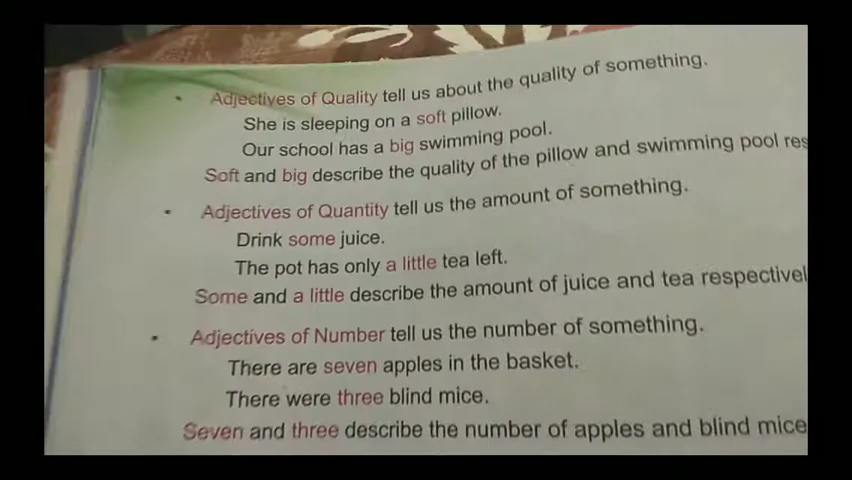 • Adjectives of Quality tell us about the quality of something.
She is sleeping on a soft pillow.
Our school has a big swimming pool.
Soft and big describe the quality of the pillow and swimming pool res
• Adjectives of Quantity tell us the amount of something.
Drink some juice.
The pot has only a little tea left.
Some and a little describe the amount of juice and tea respectivel
• Adjectives of Number tell us the number of something.
There are seven apples in the basket.
There were three blind mice.
Seven and three describe the number of apples and blind mice